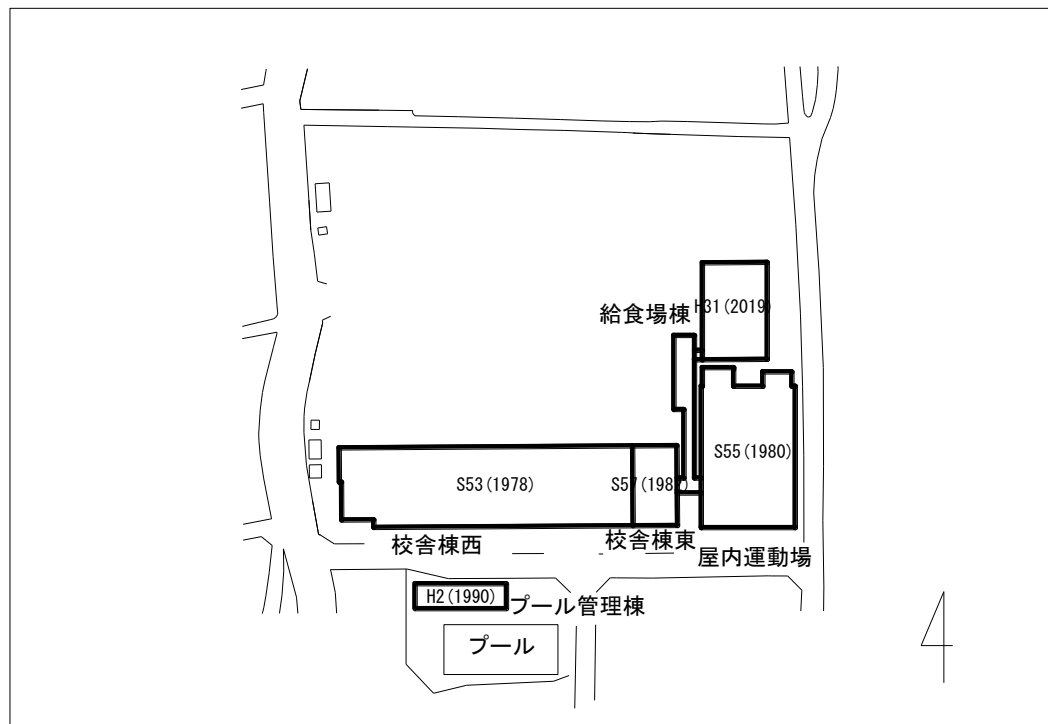 H31(2019)
給食場棟
S55(1980)
S53(1978)
校舎棟西
校舎棟東
屋内運動場
H2(1990)
プール管理棟
プール